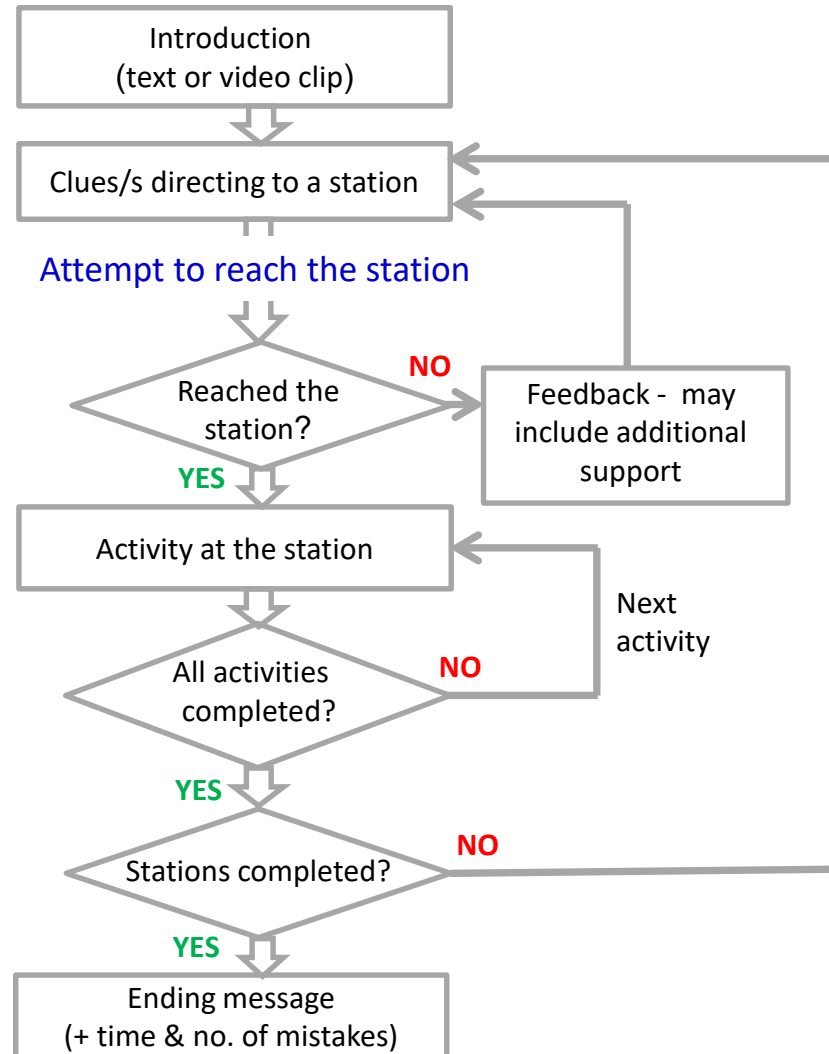 Introduction
(text or video clip)
Clues/s directing to a station
Attempt to reach the station
Reached the
station?
NO
Feedback - may
include additional
support
YES
Activity at the station
Next
activity
All activities
completed?
NO
YES
Stations completed?
NO
YES
Ending message
(+ time & no. of mistakes)